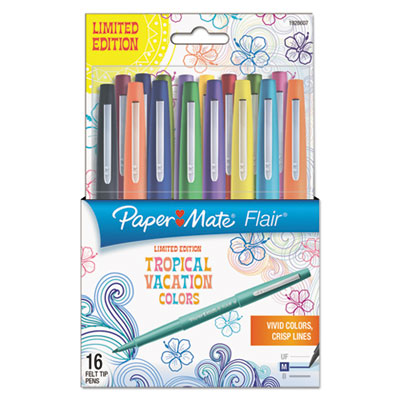 LIMITED
EDITION
1926607
Paper Mate Flair®
LIMITED EDITION
TROPICAL
VACATION
COLORS
VIVID COLORS,
CRISP LINES
16
FELT TIP
PENS
UF
M
B